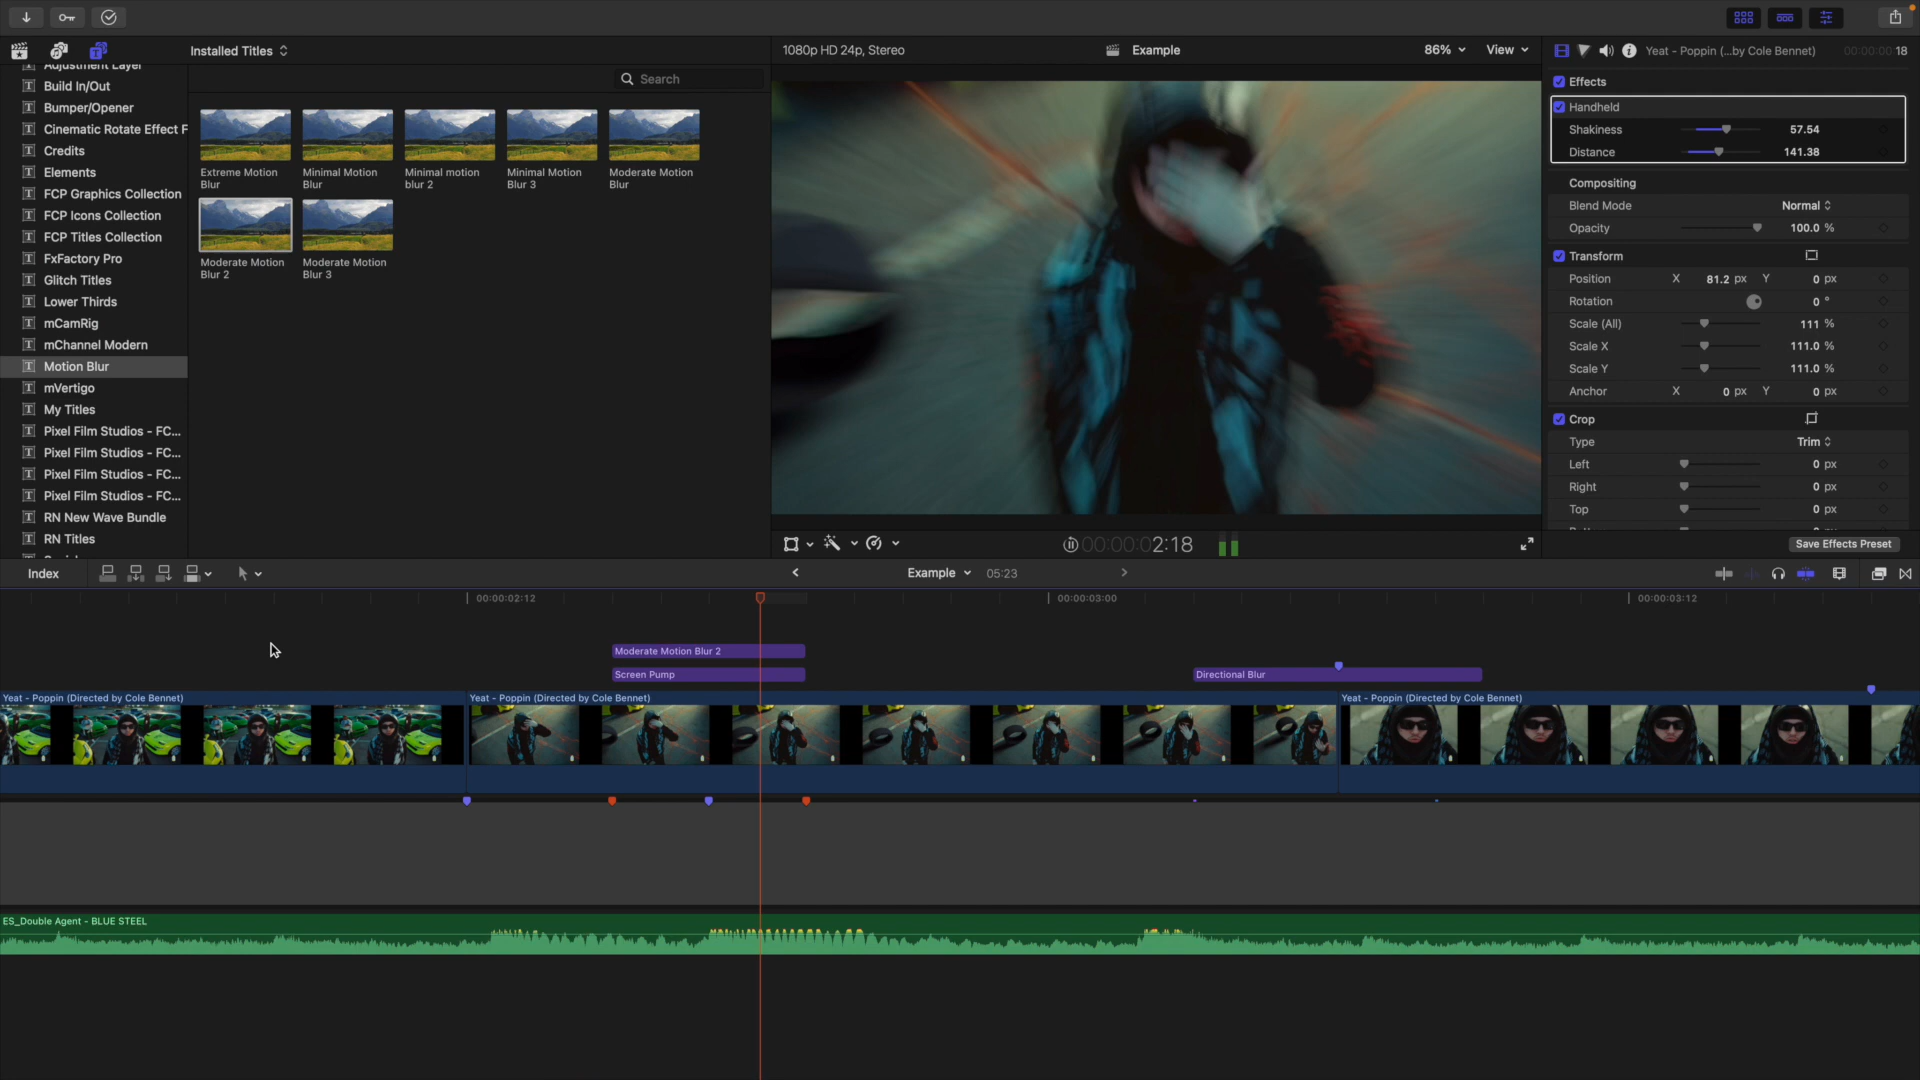 Installed Titles
1080p HD 24p, Stereo
Example
86%
View
Yeat - Poppin (...by Cole Bennet)
00:00:00:18
Adjustment Layer
Build In/Out
Bumper/Opener
Cinematic Rotate Effect F
Credits
Elements
FCP Graphics Collection
FCP Icons Collection
FCP Titles Collection
FxFactory Pro
Glitch Titles
Lower Thirds
mCamRig
mChannel Modern
Motion Blur
mVertigo
My Titles
Pixel Film Studios - FC...
Pixel Film Studios - FC...
Pixel Film Studios - FC...
Pixel Film Studios - FC...
RN New Wave Bundle
RN Titles
Search
Extreme Motion
Blur
Minimal Motion
Blur
Minimal motion
blur 2
Minimal Motion
Blur 3
Moderate Motion
Blur
Moderate Motion
Blur 2
Moderate Motion
Blur 3
Effects
Handheld
Shakiness 57.54
Distance 141.38
Compositing
Blend Mode Normal
Opacity 100.0 %
Transform
Position X 81.2 px Y 0 px
Rotation 0 °
Scale (All) 111 %
Scale X 111.0 %
Scale Y 111.0 %
Anchor X 0 px Y 0 px
Crop
Type Trim
Left 0 px
Right 0 px
Top 0 px
00:00:02:18
Save Effects Preset
Index
Example
05:23
00:00:02:12
00:00:03:00
00:00:03:12
Moderate Motion Blur 2
Screen Pump
Directional Blur
Yeat - Poppin (Directed by Cole Bennet)
Yeat - Poppin (Directed by Cole Bennet)
Yeat - Poppin (Directed by Cole Bennet)
ES_Double Agent - BLUE STEEL